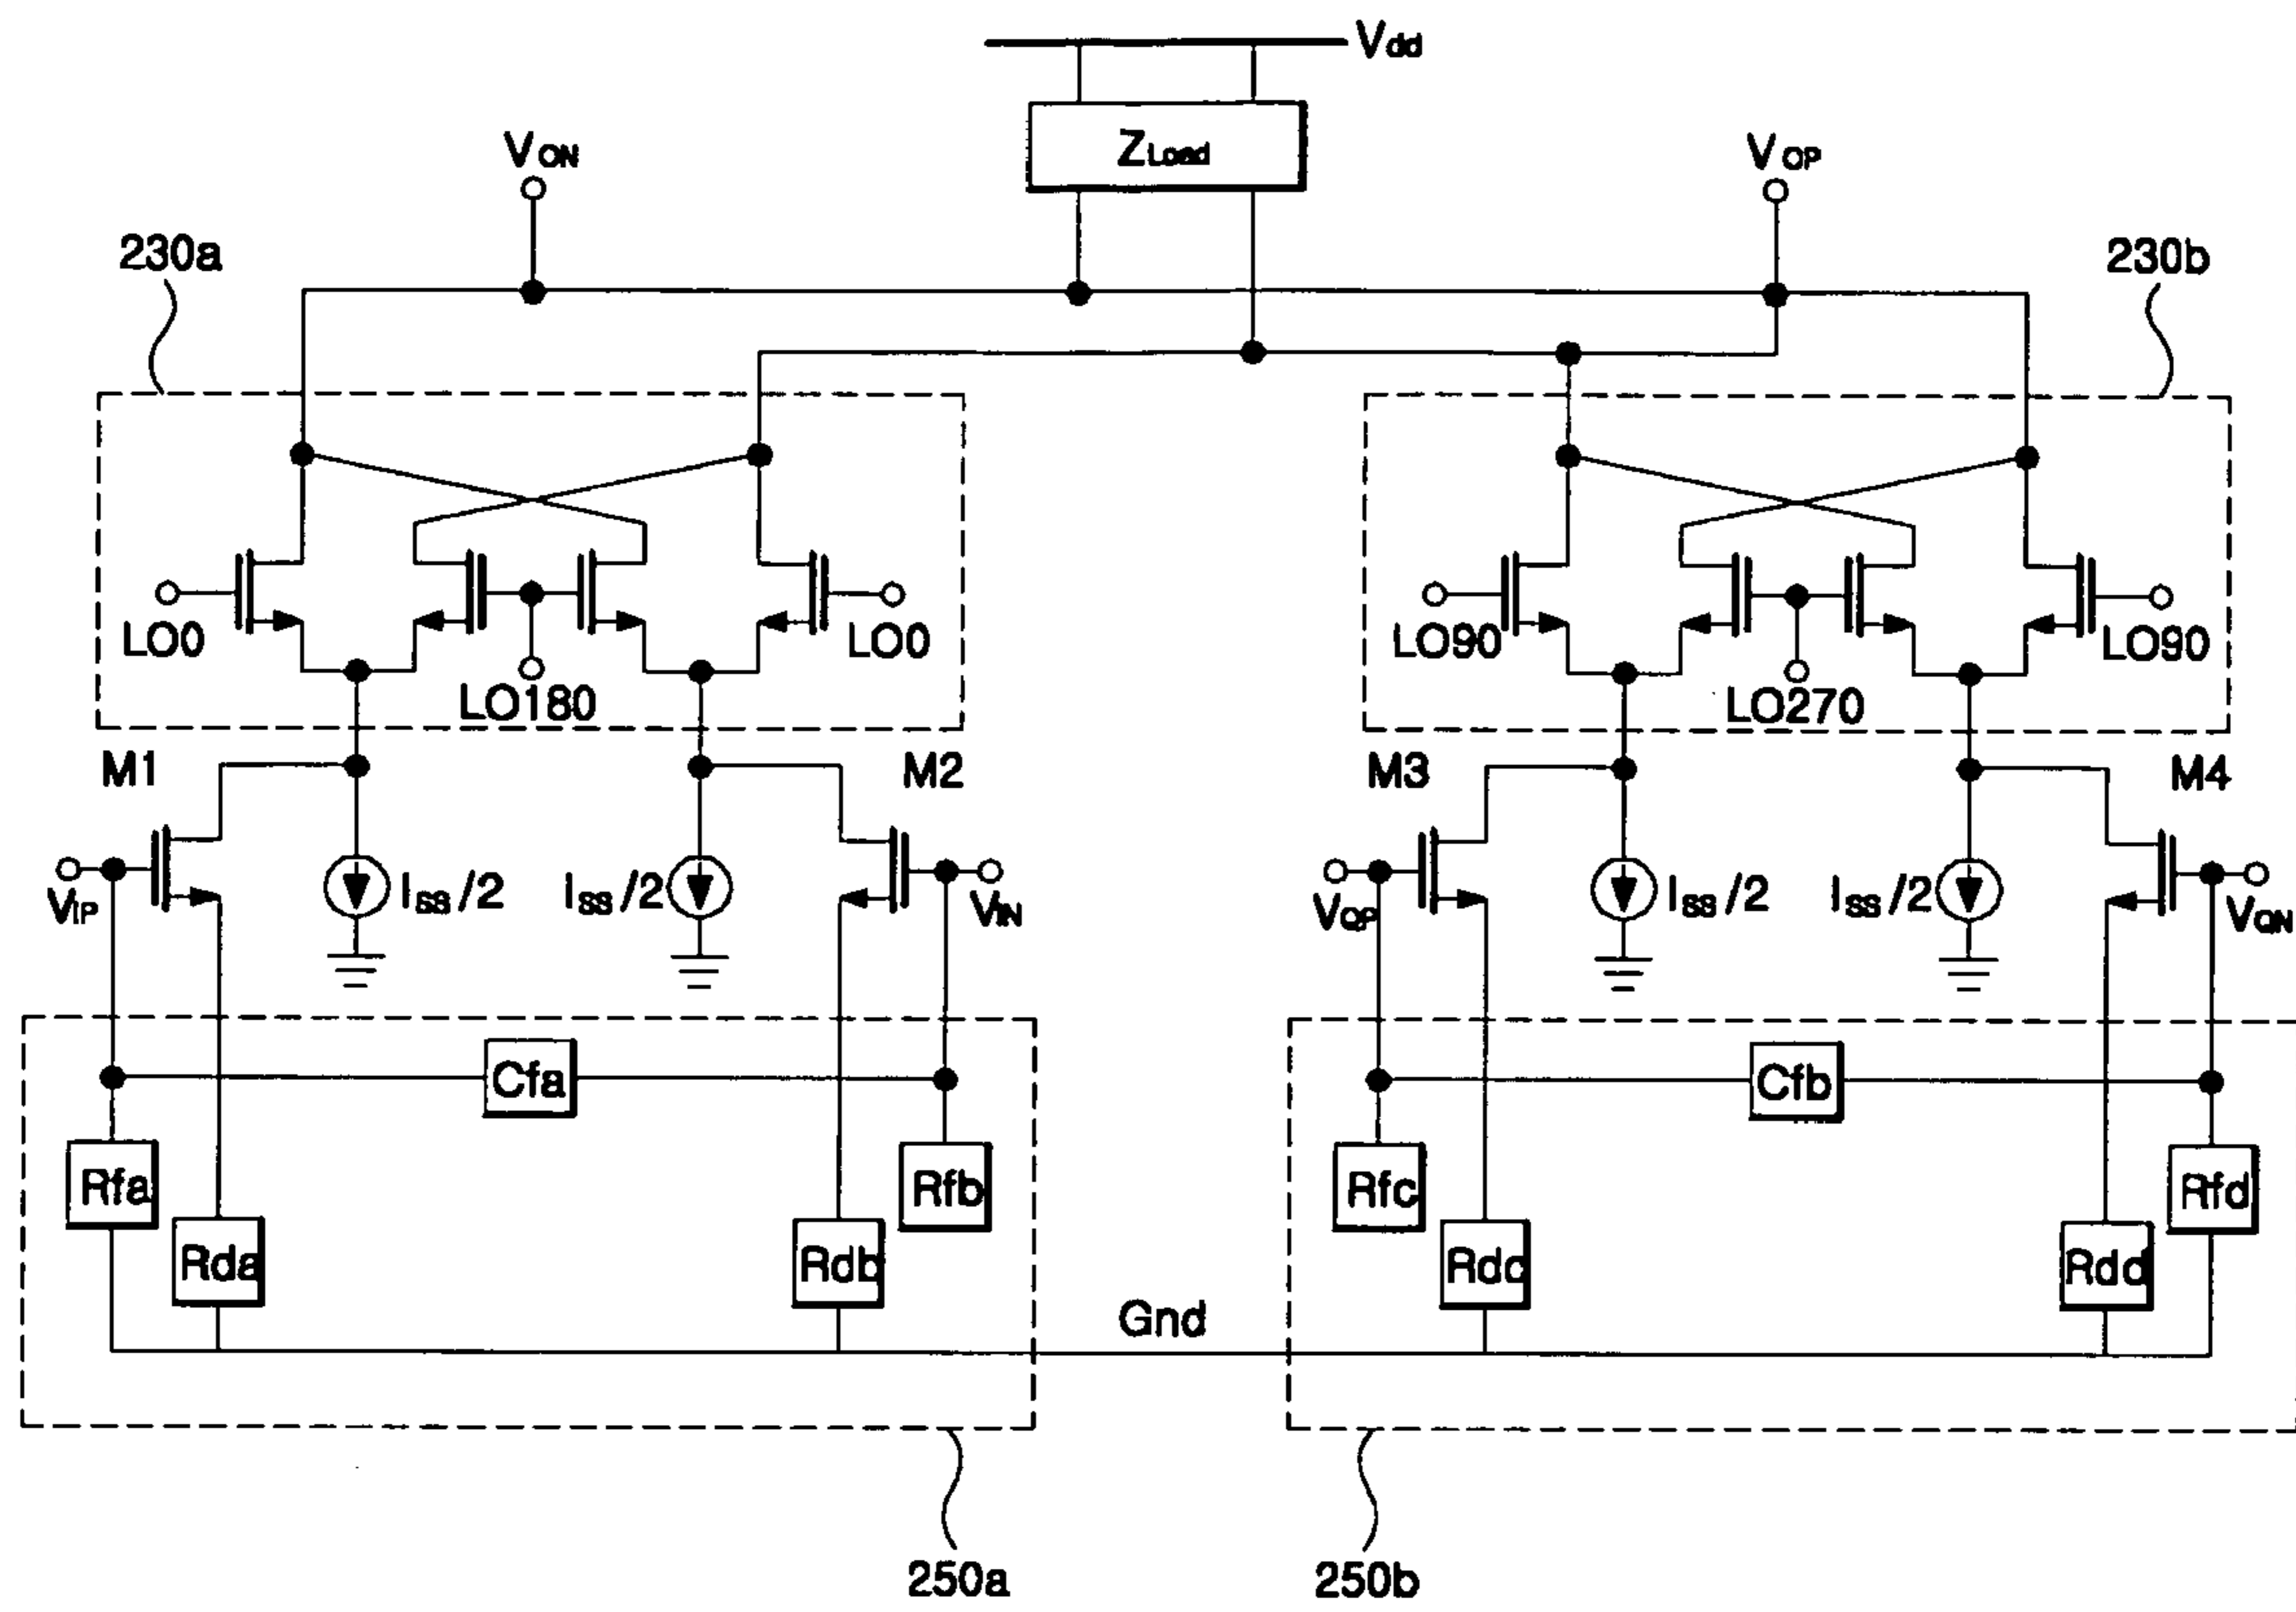 Vdd
ZLoad
VON
VOP
230a
230b
LO0
LO180
LO0
LO90
LO270
LO90
M1
M2
M3
M4
VIP
ISS/2
ISS/2
VIN
VQP
ISS/2
ISS/2
VQN
Cfa
Cfb
Rfa
Rda
Rdb
Rfb
Rfc
Rdc
Rdd
Rfd
Gnd
250a
250b